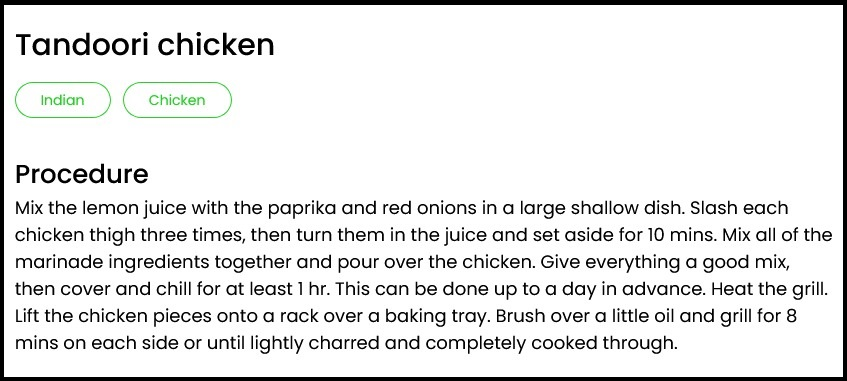 Tandoori chicken
Indian Chicken
Procedure
Mix the lemon juice with the paprika and red onions in a large shallow dish. Slash each
chicken thigh three times, then turn them in the juice and set aside for 10 mins. Mix all of the
marinade ingredients together and pour over the chicken. Give everything a good mix,
then cover and chill for at least 1 hr. This can be done up to a day in advance. Heat the grill.
Lift the chicken pieces onto a rack over a baking tray. Brush over a little oil and grill for 8
mins on each side or until lightly charred and completely cooked through.